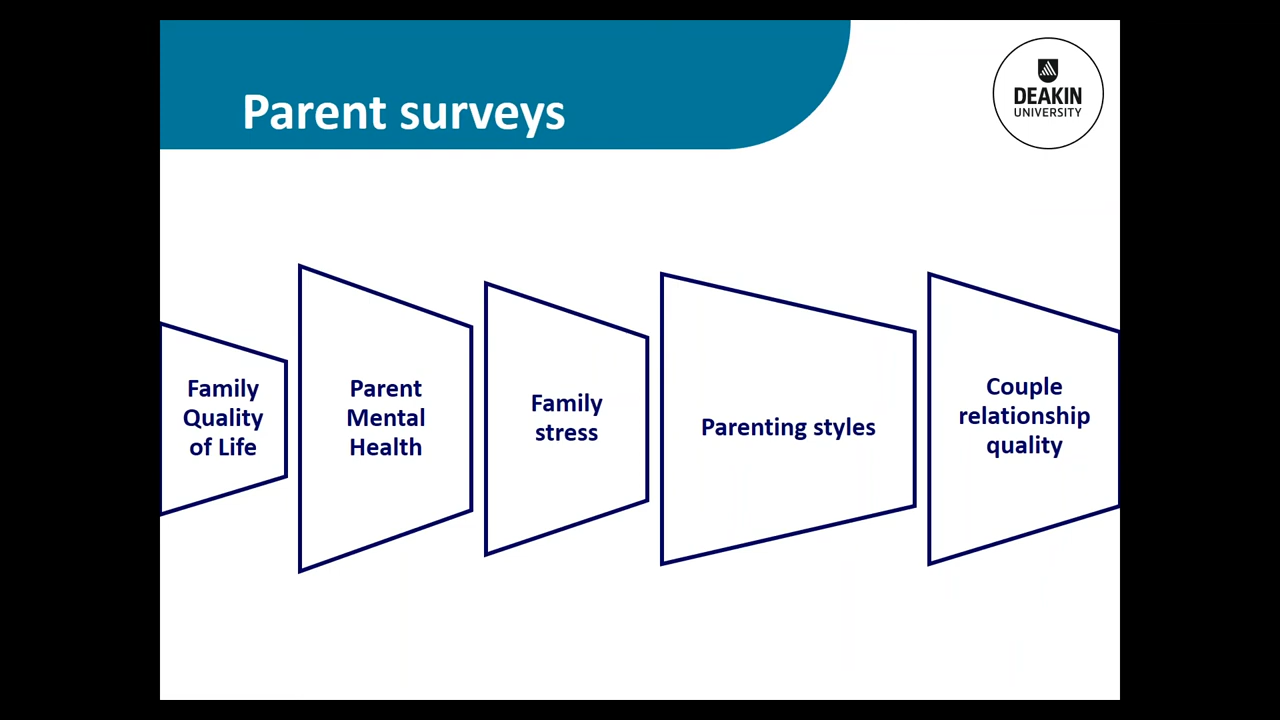 Parent surveys
DEAKIN
UNIVERSITY
Family
Quality
of Life
Parent
Mental
Health
Family
stress
Parenting styles
Couple
relationship
quality